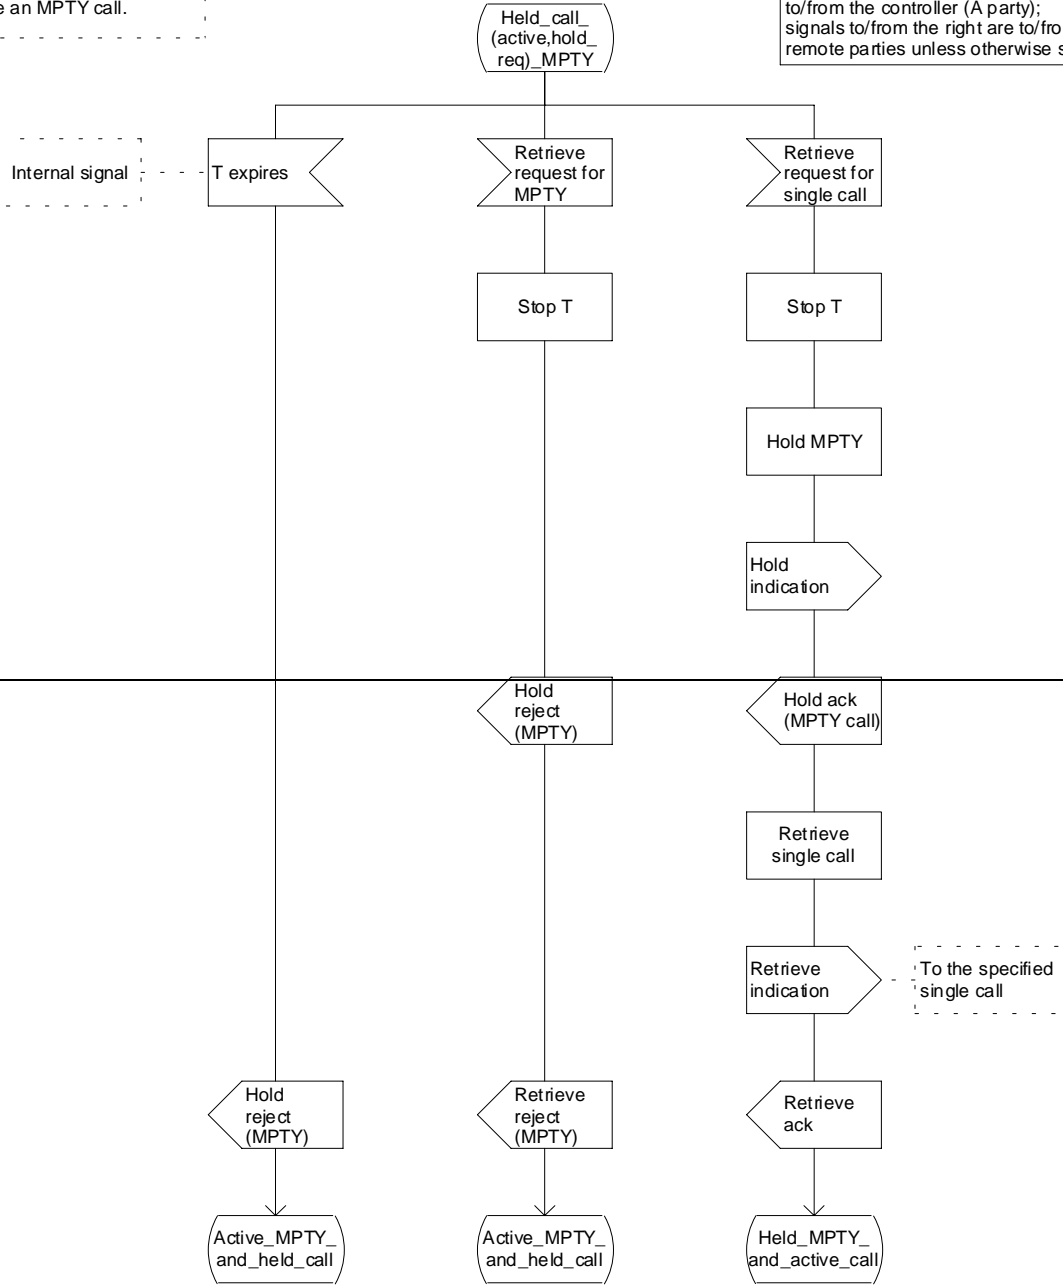 e an MPTY call.
Held_call_
(active,hold_
req)_MPTY
to/from the controller (A party);
signals to/from the right are to/fro
remote parties unless otherwise s
Internal signal
T expires
Retrieve
request for
MPTY
Retrieve
request for
single call
Stop T
Stop T
Hold MPTY
Hold
indication
Hold
reject
(MPTY)
Hold ack
(MPTY call)
Retrieve
single call
Retrieve
indication
To the specified
single call
Hold
reject
(MPTY)
Retrieve
reject
(MPTY)
Retrieve
ack
Active_MPTY_
and_held_call
Active_MPTY_
and_held_call
Held_MPTY_
and_active_call